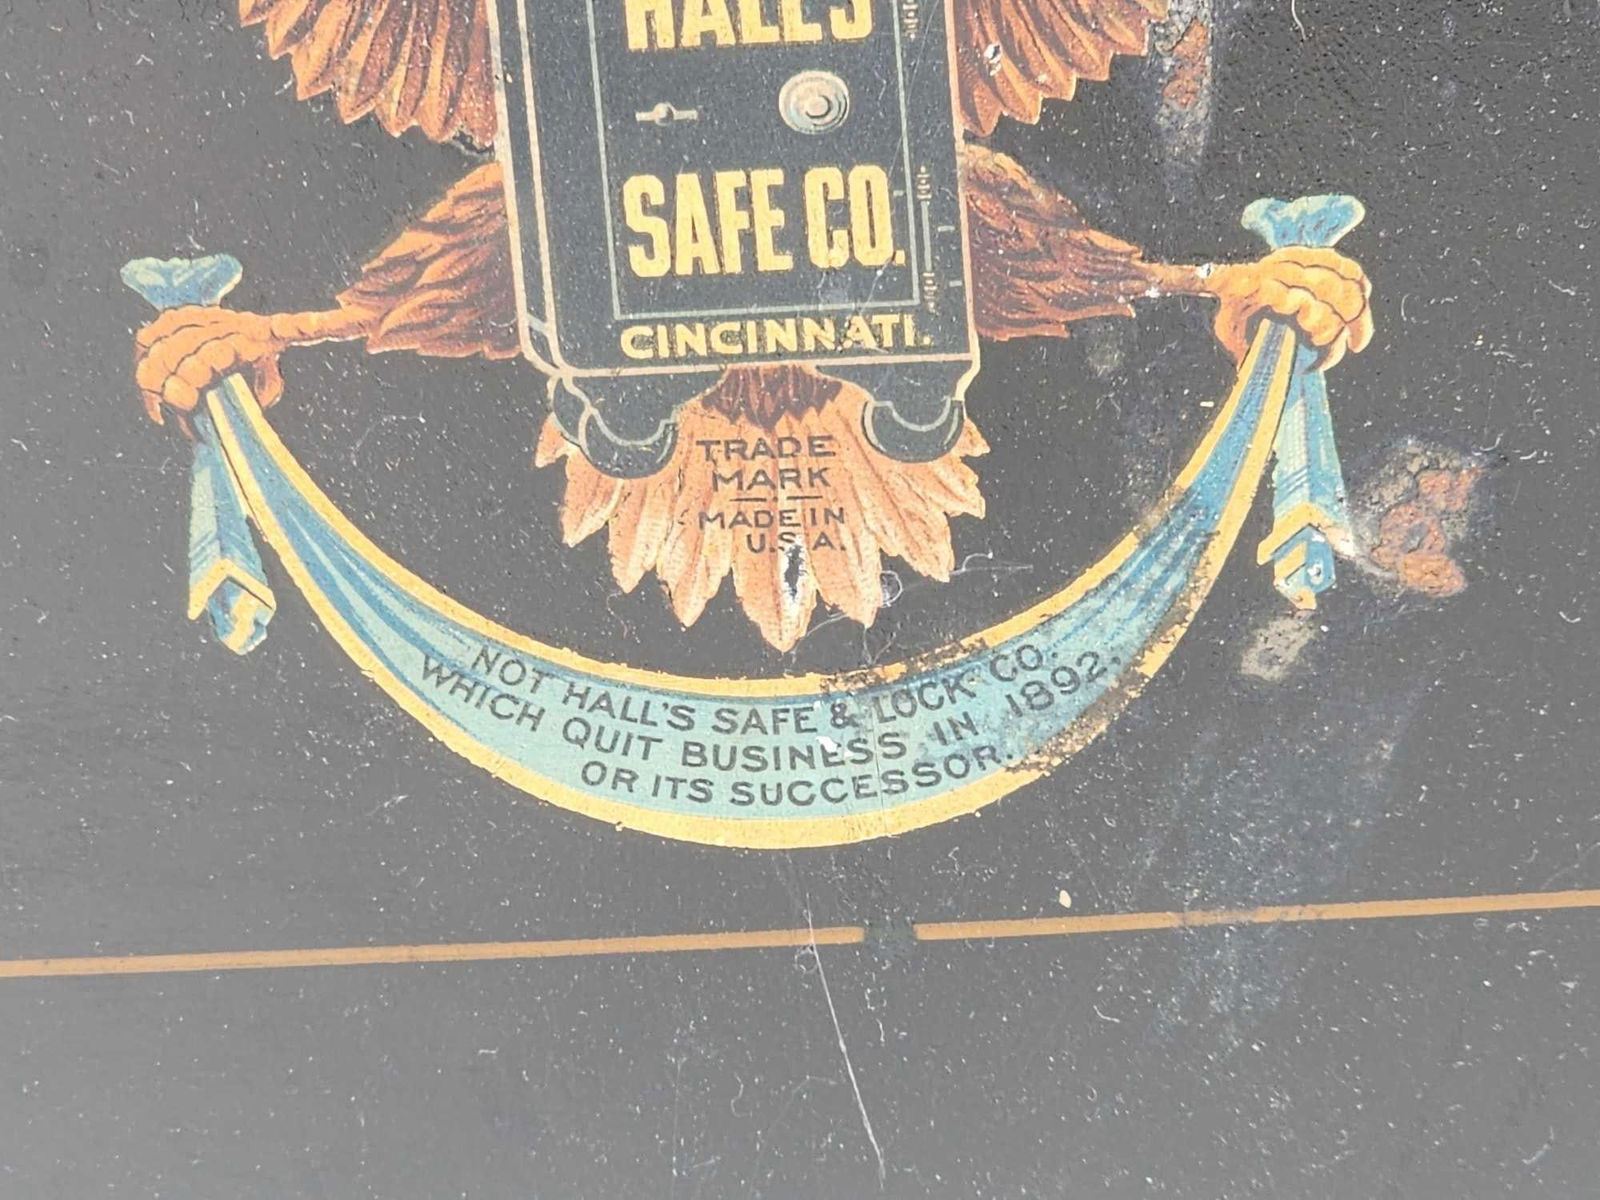 HALL'S
SAFE CO.
CINCINNATI.
TRADE
MARK
MADE IN
U.S.A.
NOT HALL'S SAFE & LOCK CO.
WHICH QUIT BUSINESS IN 1892,
OR ITS SUCCESSOR.